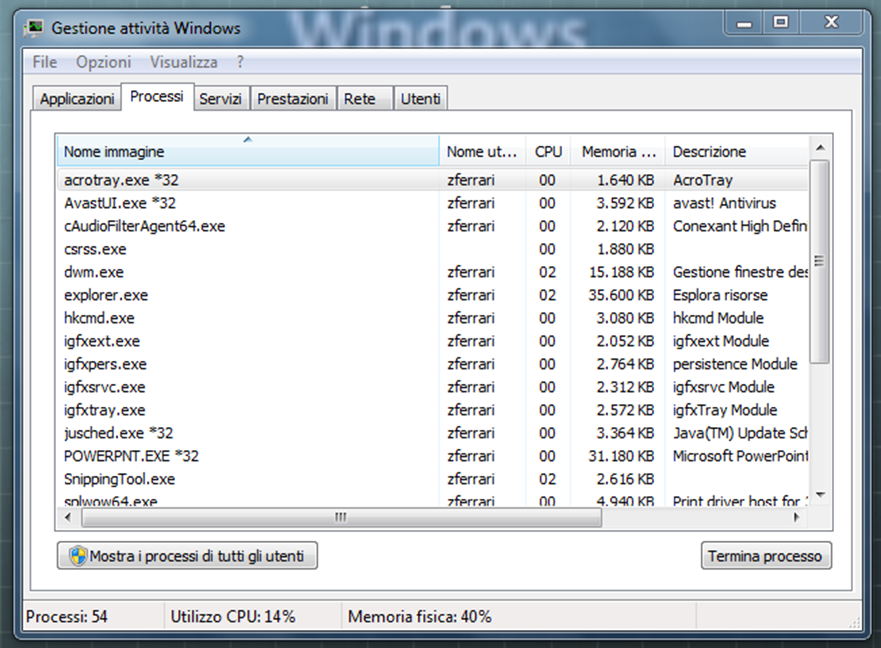 Windows
Gestione attività Windows
File Opzioni Visualizza ?
Applicazioni Processi Servizi Prestazioni Rete Utenti
Nome immagine Nome ut... CPU Memoria ... Descrizione
acrotray.exe *32 zferrari 00 1.640 KB AcroTray
AvastUI.exe *32 zferrari 00 3.592 KB avast! Antivirus
cAudioFilterAgent64.exe zferrari 00 2.120 KB Conexant High Defin
csrss.exe 00 1.880 KB
dwm.exe zferrari 02 15.188 KB Gestione finestre des
explorer.exe zferrari 02 35.600 KB Esplora risorse
hkcmd.exe zferrari 00 3.080 KB hkcmd Module
igfxext.exe zferrari 00 2.052 KB igfxext Module
igfxpers.exe zferrari 00 2.764 KB persistence Module
igfxsrvc.exe zferrari 00 2.312 KB igfxsrvc Module
igfxtray.exe zferrari 00 2.572 KB igfxTray Module
jusched.exe *32 zferrari 00 3.364 KB Java(TM) Update Sch
POWERPNT.EXE *32 zferrari 00 31.180 KB Microsoft PowerPoint
SnippingTool.exe zferrari 02 2.616 KB
splwow64.exe zferrari 00 4.940 KB Print driver host for
Mostra i processi di tutti gli utenti Termina processo
Processi: 54 Utilizzo CPU: 14% Memoria fisica: 40%